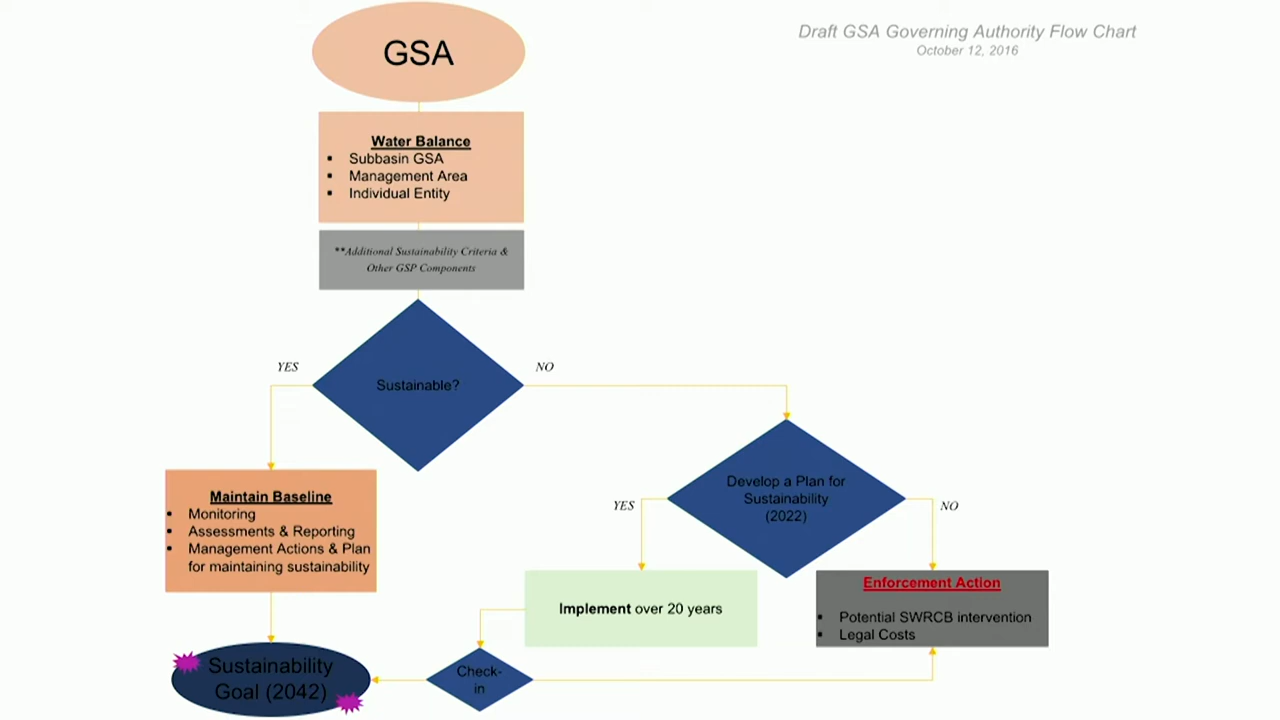 GSA
Draft GSA Governing Authority Flow Chart
October 12, 2016
Water Balance
▪ Subbasin GSA
▪ Management Area
▪ Individual Entity
**Additional Sustainability Criteria &
Other GSP Components
YES
NO
Sustainable?
Develop a Plan for
Sustainability
(2022)
YES
NO
Maintain Baseline
▪ Monitoring
▪ Assessments & Reporting
▪ Management Actions & Plan
for maintaining sustainability
Implement over 20 years
Enforcement Action
▪ Potential SWRCB intervention
▪ Legal Costs
Sustainability
Goal (2042)
Check-
in